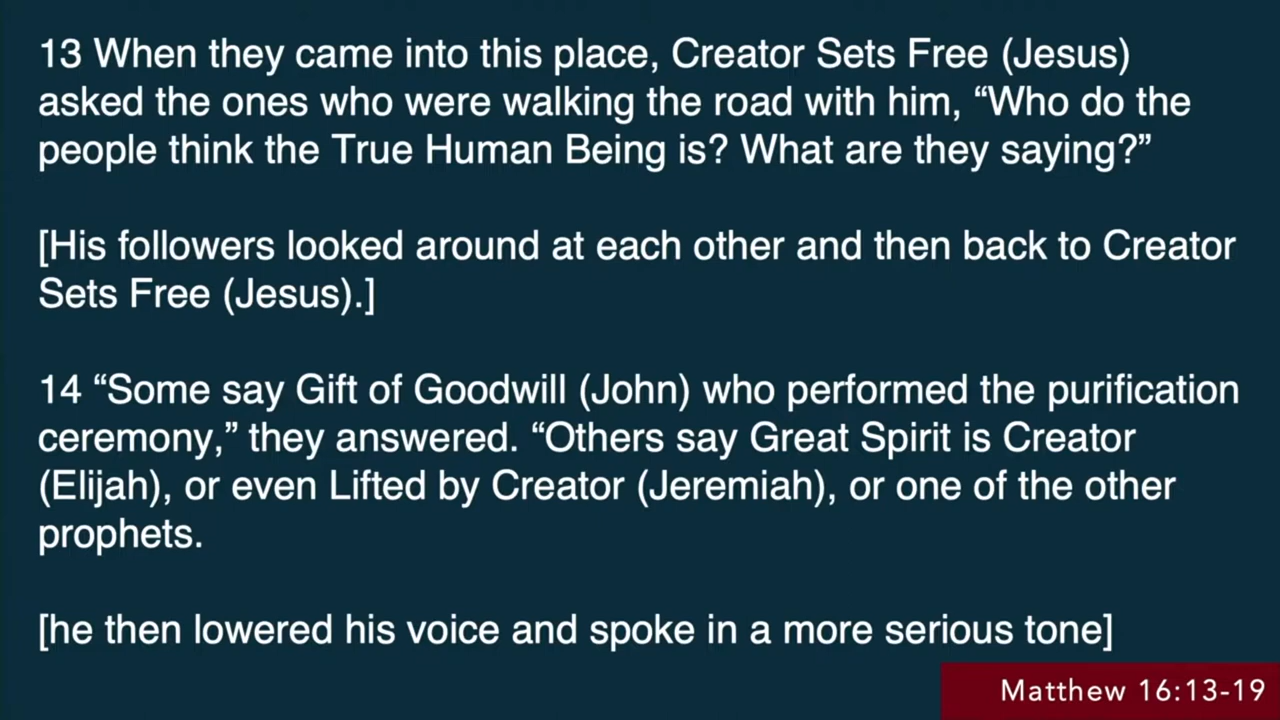 13 When they came into this place, Creator Sets Free (Jesus)
asked the ones who were walking the road with him, “Who do the
people think the True Human Being is? What are they saying?”
[His followers looked around at each other and then back to Creator
Sets Free (Jesus).]
14 “Some say Gift of Goodwill (John) who performed the purification
ceremony,” they answered. “Others say Great Spirit is Creator
(Elijah), or even Lifted by Creator (Jeremiah), or one of the other
prophets.
[he then lowered his voice and spoke in a more serious tone]
Matthew 16:13-19